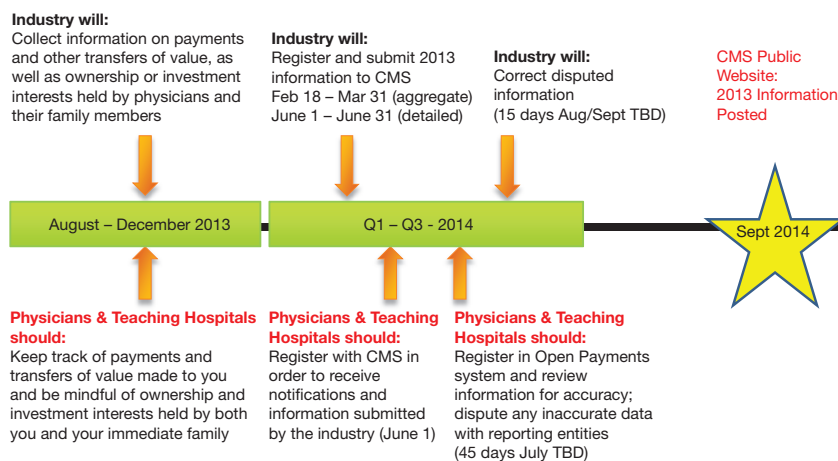 Industry will:
Collect information on payments
and other transfers of value, as
well as ownership or investment
interests held by physicians and
their family members
Industry will:
Register and submit 2013
information to CMS
Feb 18 – Mar 31 (aggregate)
June 1 – June 31 (detailed)
Industry will:
Correct disputed
information
(15 days Aug/Sept TBD)
CMS Public
Website:
2013 Information
Posted
August – December 2013
Q1 – Q3 - 2014
Sept 2014
Physicians & Teaching Hospitals
should:
Keep track of payments and
transfers of value made to you
and be mindful of ownership and
investment interests held by both
you and your immediate family
Physicians & Teaching
Hospitals should:
Register with CMS in
order to receive
notifications and
information submitted
by the industry (June 1)
Physicians & Teaching
Hospitals should:
Register in Open Payments
system and review
information for accuracy;
dispute any inaccurate data
with reporting entities
(45 days July TBD)